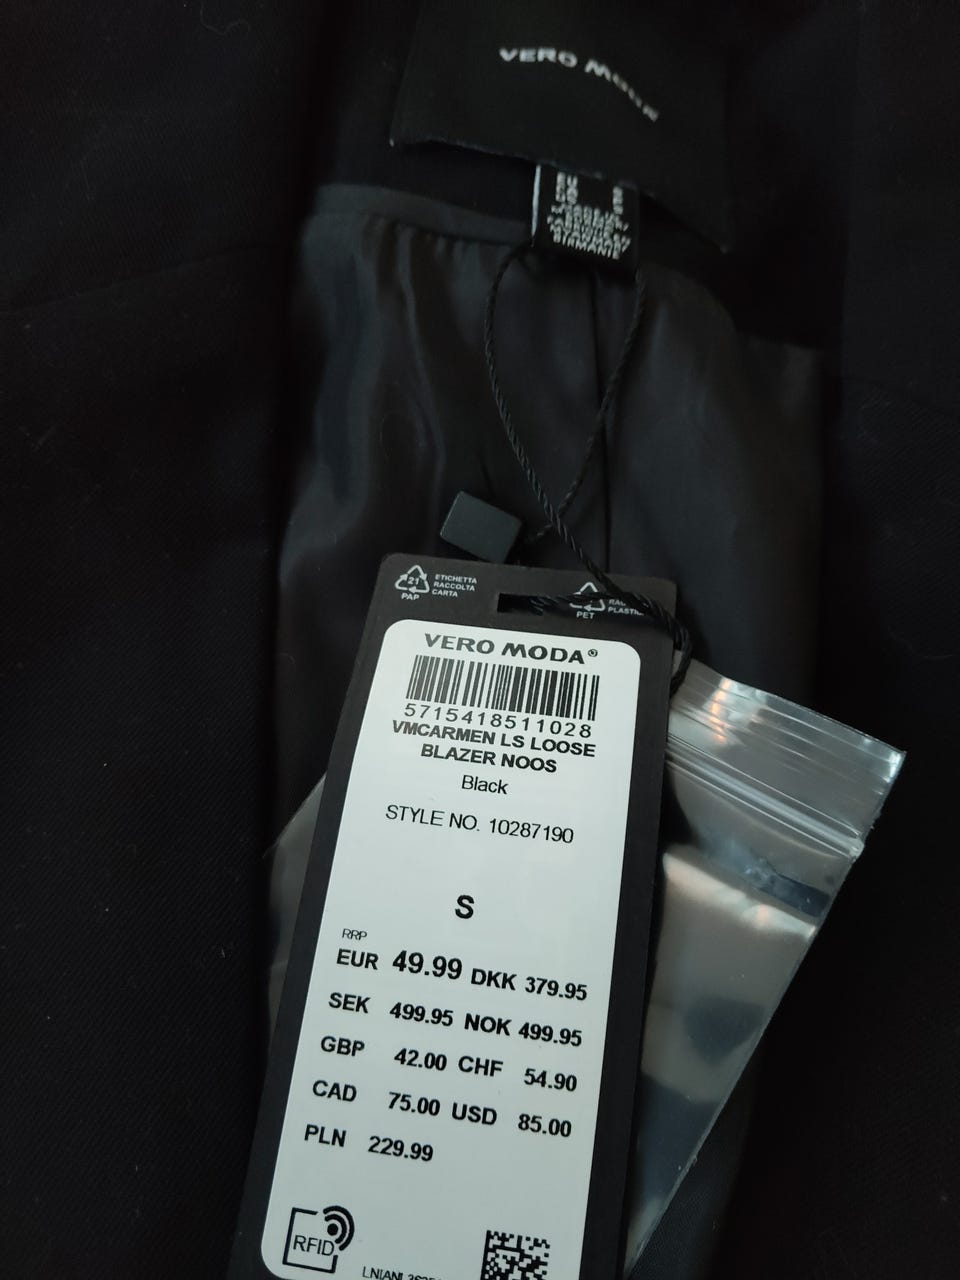 VERO MODA
BIRMANIE
21
PAP
ETICHETTA
RACCOLTA
CARTA
PET
VERO MODA®
5715418511028
VMCARMEN LS LOOSE
BLAZER NOOS
Black
STYLE NO. 10287190
S
RRP
EUR 49.99 DKK 379.95
SEK 499.95 NOK 499.95
GBP 42.00 CHF 54.90
CAD 75.00 USD 85.00
PLN 229.99
RFID